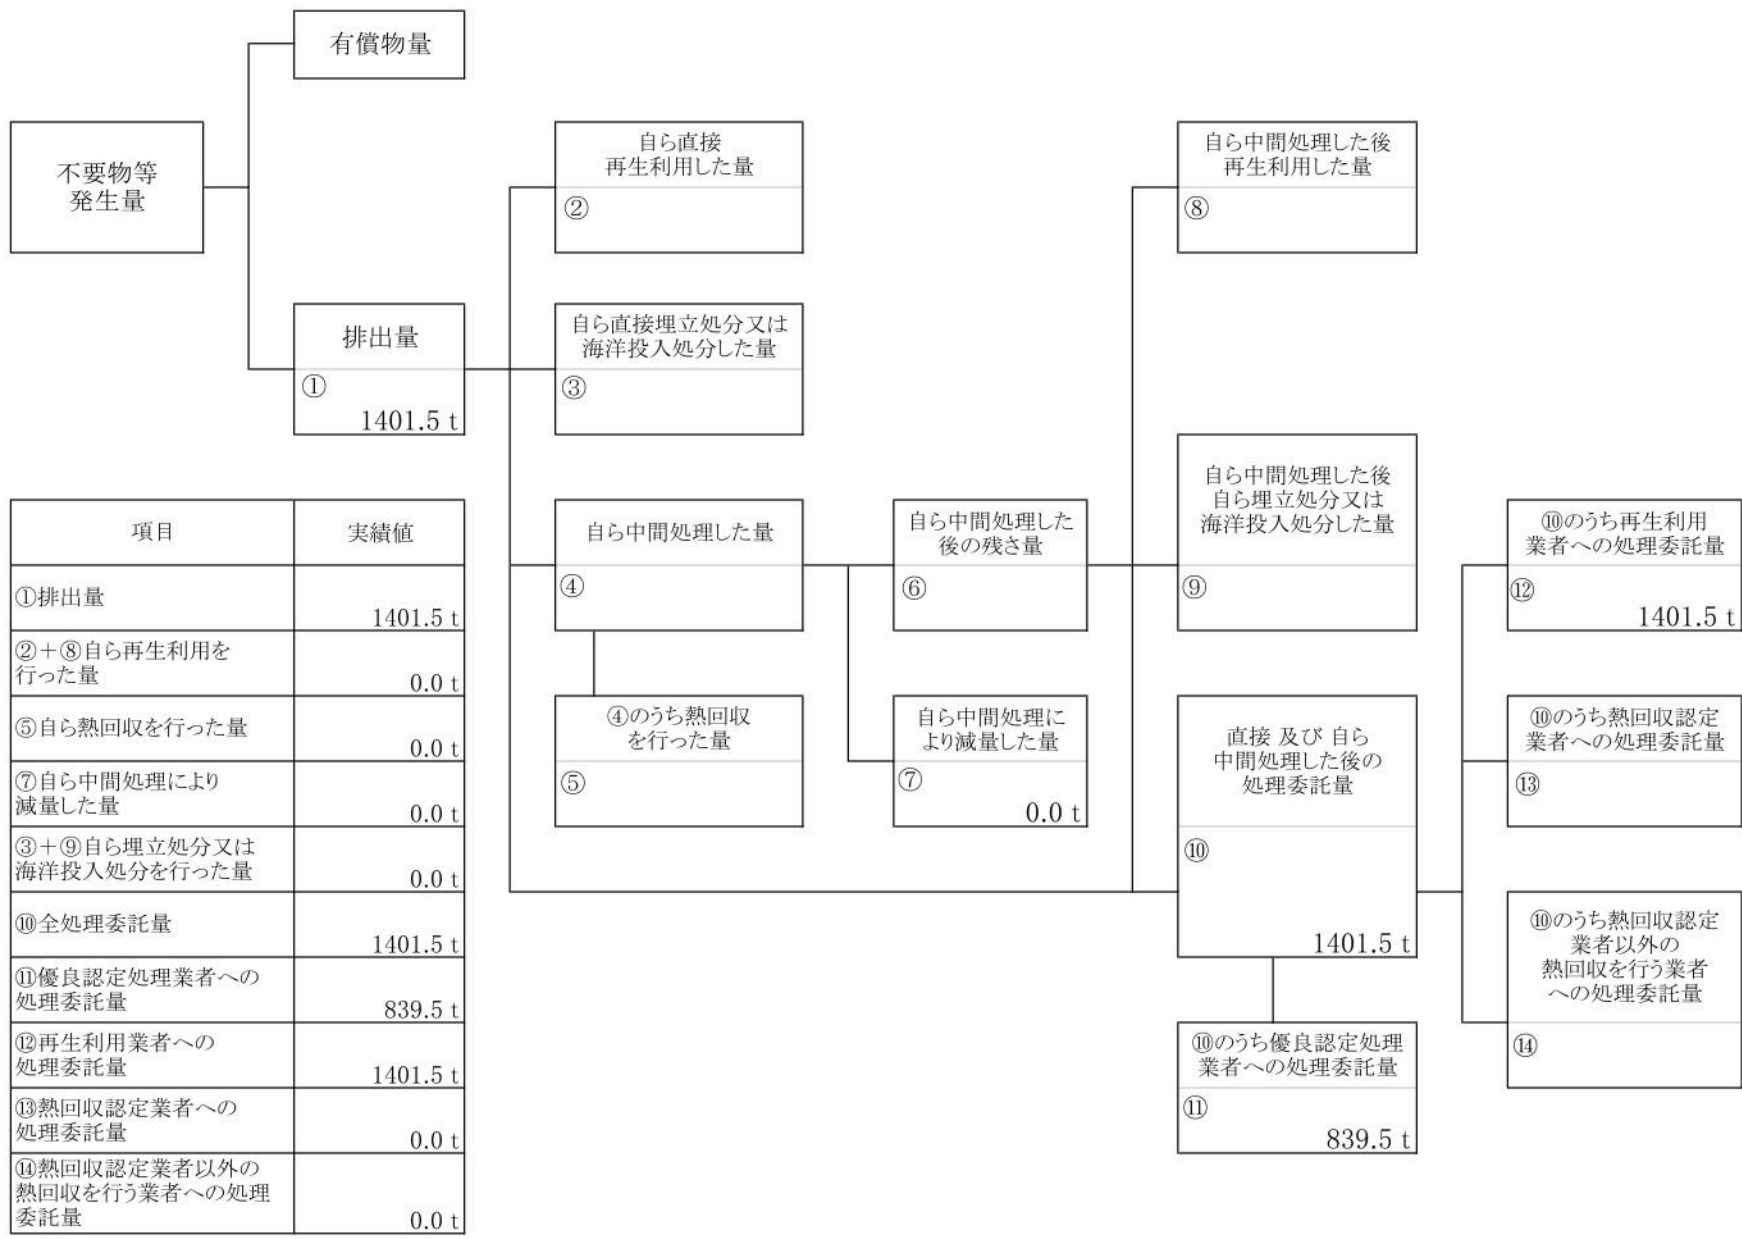 有償物量
不要物等
発生量
排出量
①
1401.5 t
自ら直接
再生利用した量
②
自ら直接埋立処分又は
海洋投入処分した量
③
自ら中間処理した量
④
④のうち熱回収
を行った量
⑤
自ら中間処理した
後の残さ量
⑥
自ら中間処理に
より減量した量
⑦
0.0 t
自ら中間処理した後
再生利用した量
⑧
自ら中間処理した後
自ら埋立処分又は
海洋投入処分した量
⑨
直接 及び 自ら
中間処理した後の
処理委託量
⑩
1401.5 t
⑩のうち優良認定処理
業者への処理委託量
⑪
839.5 t
⑩のうち再生利用
業者への処理委託量
⑫
1401.5 t
⑩のうち熱回収認定
業者への処理委託量
⑬
⑩のうち熱回収認定
業者以外の
熱回収を行う業者
への処理委託量
⑭
項目 実績値
①排出量
1401.5 t
②＋⑧自ら再生利用を
行った量
0.0 t
⑤自ら熱回収を行った量
0.0 t
⑦自ら中間処理により
減量した量
0.0 t
③＋⑨自ら埋立処分又は
海洋投入処分を行った量
0.0 t
⑩全処理委託量
1401.5 t
⑪優良認定処理業者への
処理委託量
839.5 t
⑫再生利用業者への
処理委託量
1401.5 t
⑬熱回収認定業者への
処理委託量
0.0 t
⑭熱回収認定業者以外の
熱回収を行う業者への処理
委託量
0.0 t